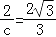 2/c = 2√3/3